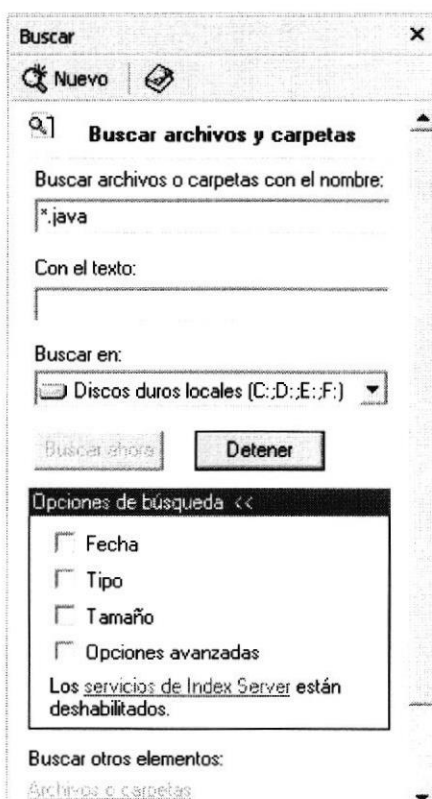 Buscar
Nuevo
Buscar archivos y carpetas
Buscar archivos o carpetas con el nombre:
*.java
Con el texto:
Buscar en:
Discos duros locales (C:;D:;E:;F:)
Buscar ahora Detener
Opciones de búsqueda <<
Fecha
Tipo
Tamaño
Opciones avanzadas
Los servicios de Index Server están
deshabilitados.
Buscar otros elementos:
Archivos o carpetas